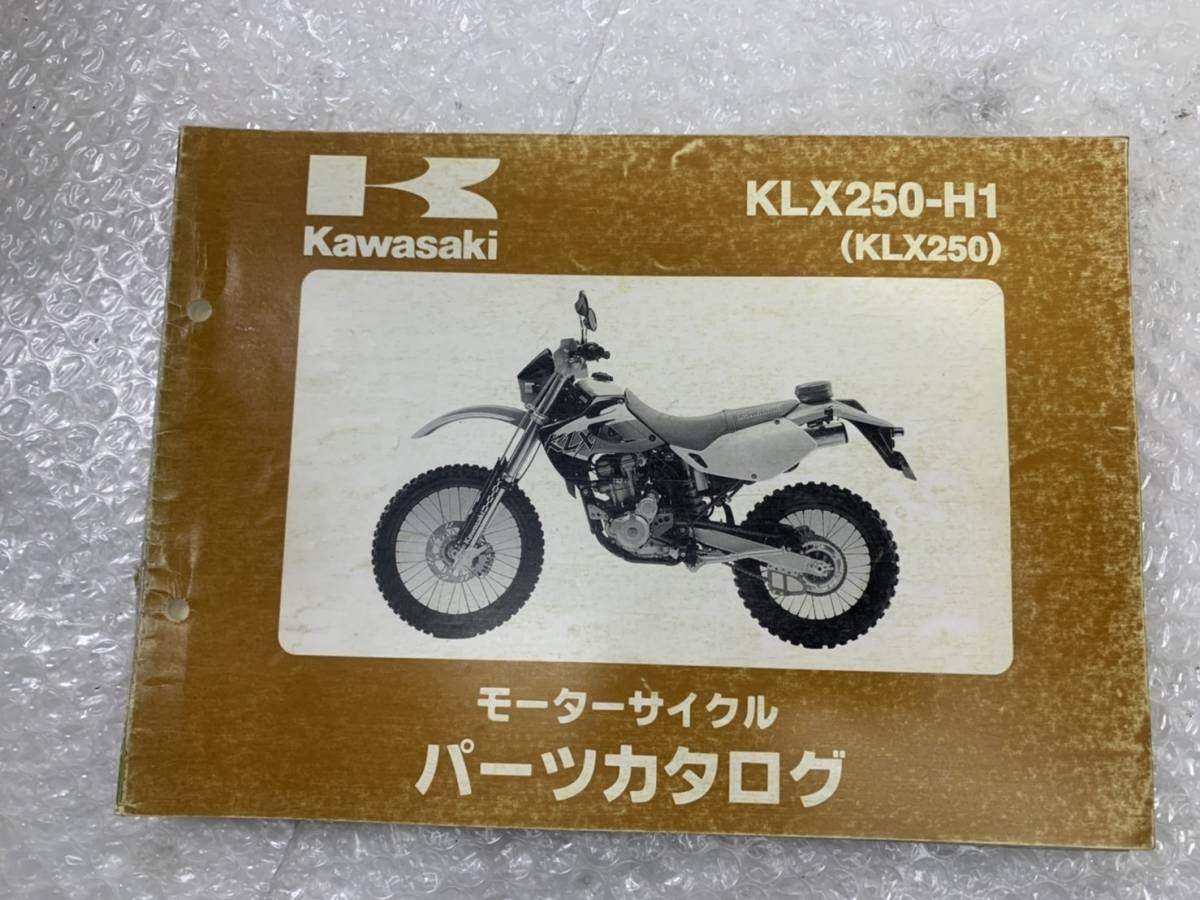 Kawasaki
KLX250-H1
(KLX250)
KLX
モーターサイクル
パーツカタログ